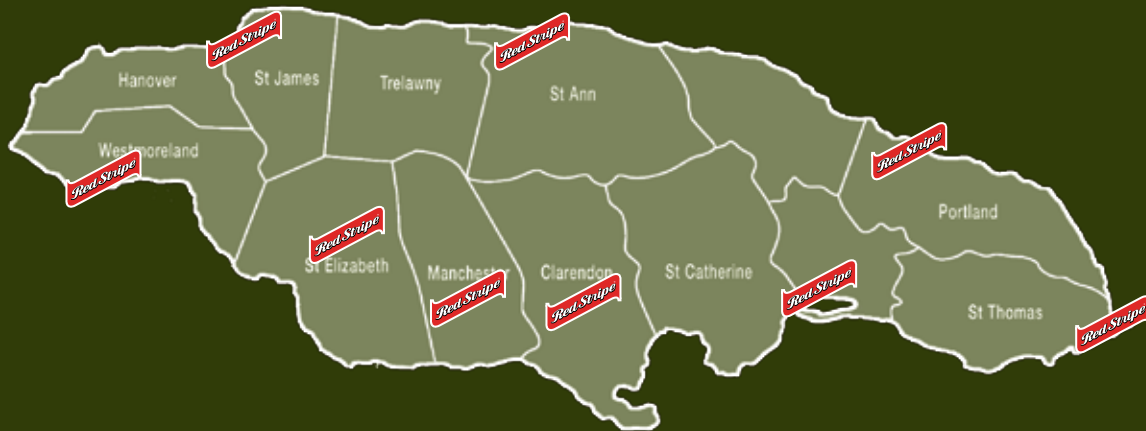 Red Stripe
Red Stripe
Hanover
St James
Trelawny
St Ann
Westmoreland
Red Stripe
Red Stripe
Red Stripe
St Elizabeth
Portland
Manchester
Clarendon
St Catherine
Red Stripe
Red Stripe
Red Stripe
St Thomas
Red Stripe